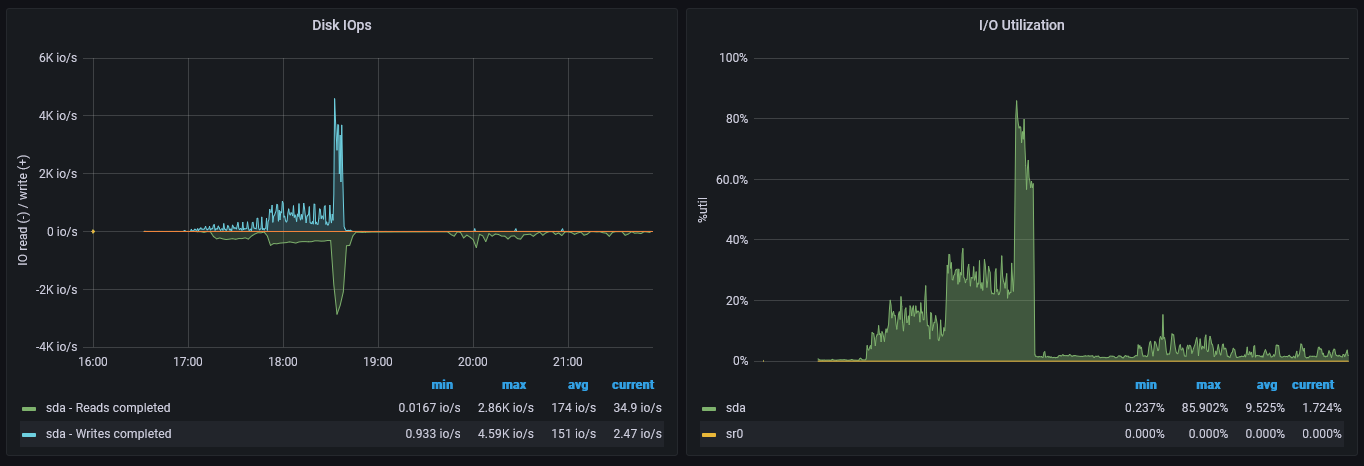 Disk IOps
6K io/s
4K io/s
2K io/s
0 io/s
-2K io/s
-4K io/s
IO read (-) / write (+)
16:00 17:00 18:00 19:00 20:00 21:00
min max avg current
sda - Reads completed 0.0167 io/s 2.86K io/s 174 io/s 34.9 io/s
sda - Writes completed 0.933 io/s 4.59K io/s 151 io/s 2.47 io/s
I/O Utilization
100%
80%
60.0%
40%
20%
0%
%util
min max avg current
sda 0.237% 85.902% 9.525% 1.724%
sr0 0.000% 0.000% 0.000% 0.000%